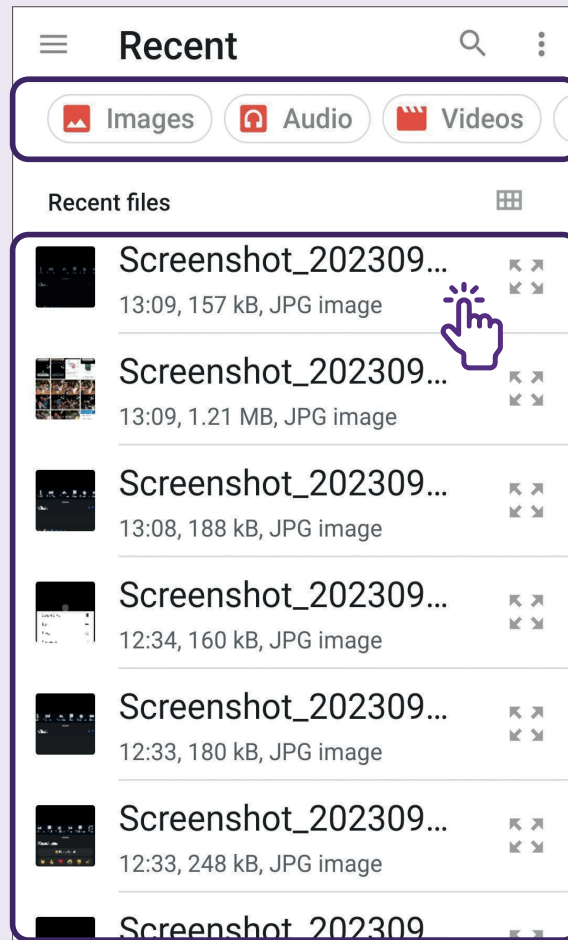 Recent
Images Audio Videos
Recent files
Screenshot_202309...
13:09, 157 kB, JPG image
Screenshot_202309...
13:09, 1.21 MB, JPG image
Screenshot_202309...
13:08, 188 kB, JPG image
Screenshot_202309...
12:34, 160 kB, JPG image
Screenshot_202309...
12:33, 180 kB, JPG image
Screenshot_202309...
12:33, 248 kB, JPG image
Screenshot_202309